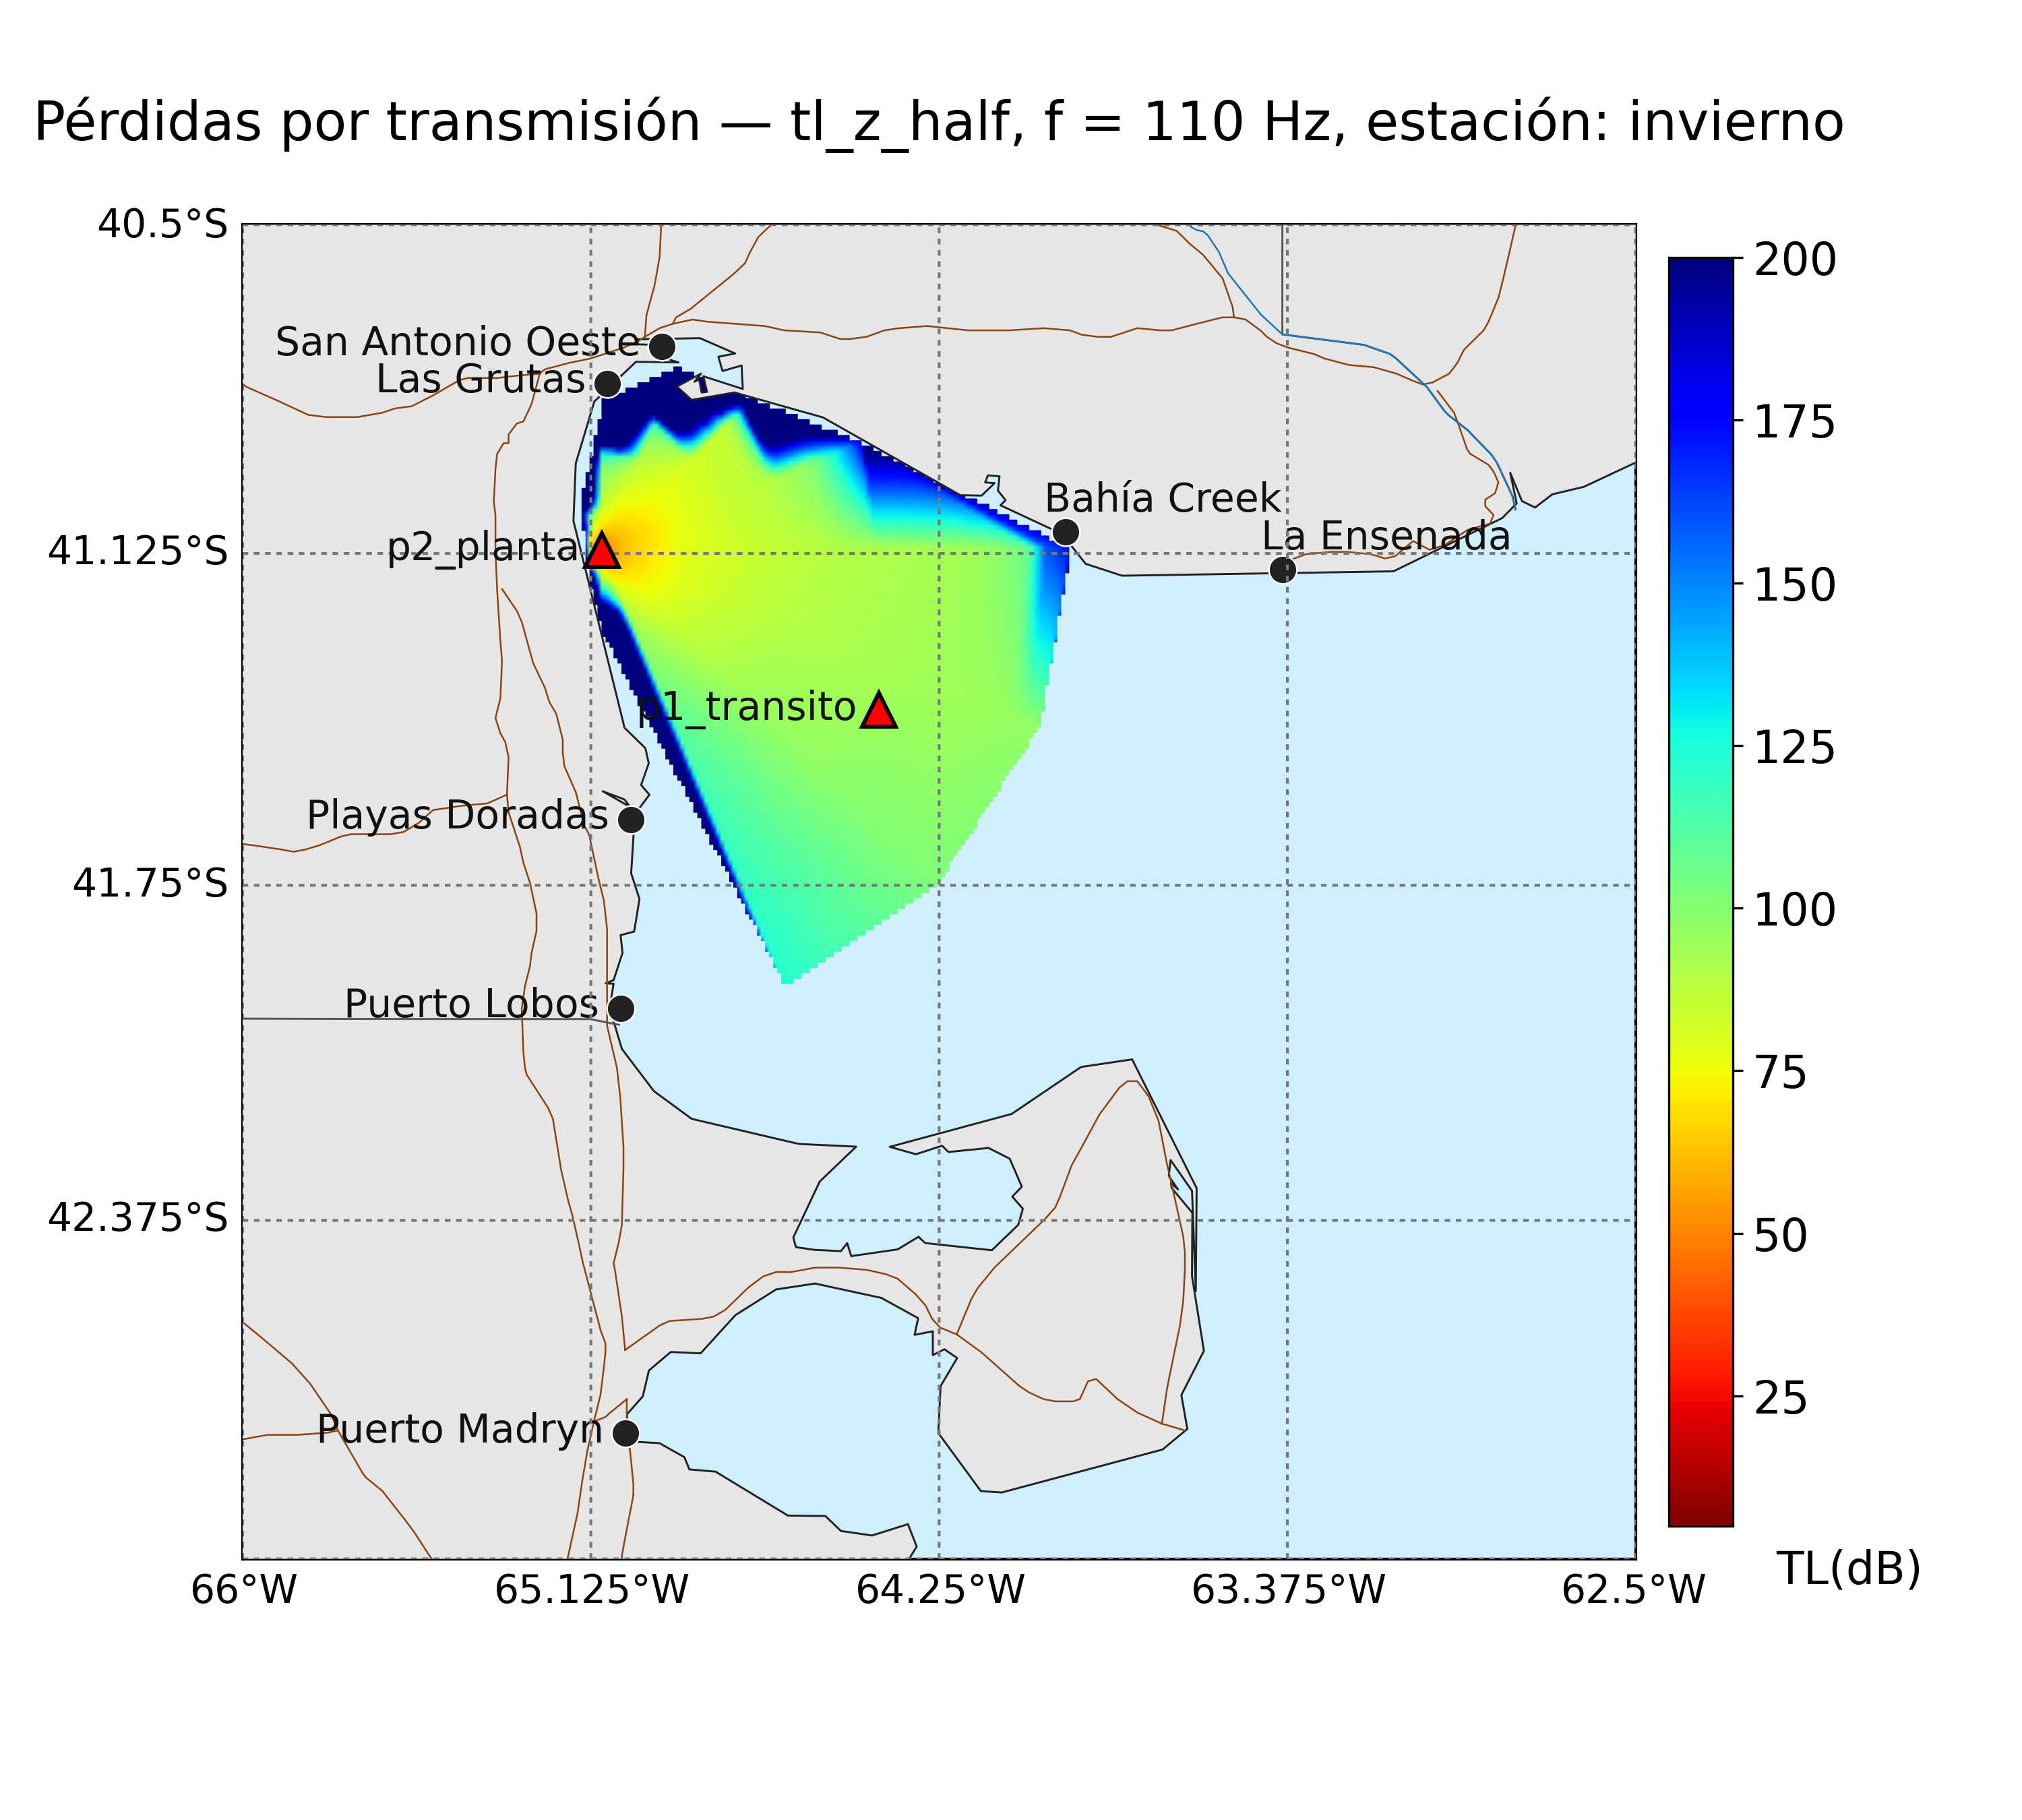 Pérdidas por transmisión — tl_z_half, f = 110 Hz, estación: invierno
40.5°S
200
San Antonio Oeste
Las Grutas
175
Bahía Creek
La Ensenada
p2_planta
41.125°S
150
p1_transito
125
Playas Doradas
41.75°S
100
Puerto Lobos
75
42.375°S
50
25
Puerto Madryn
TL(dB)
66°W
65.125°W
64.25°W
63.375°W
62.5°W